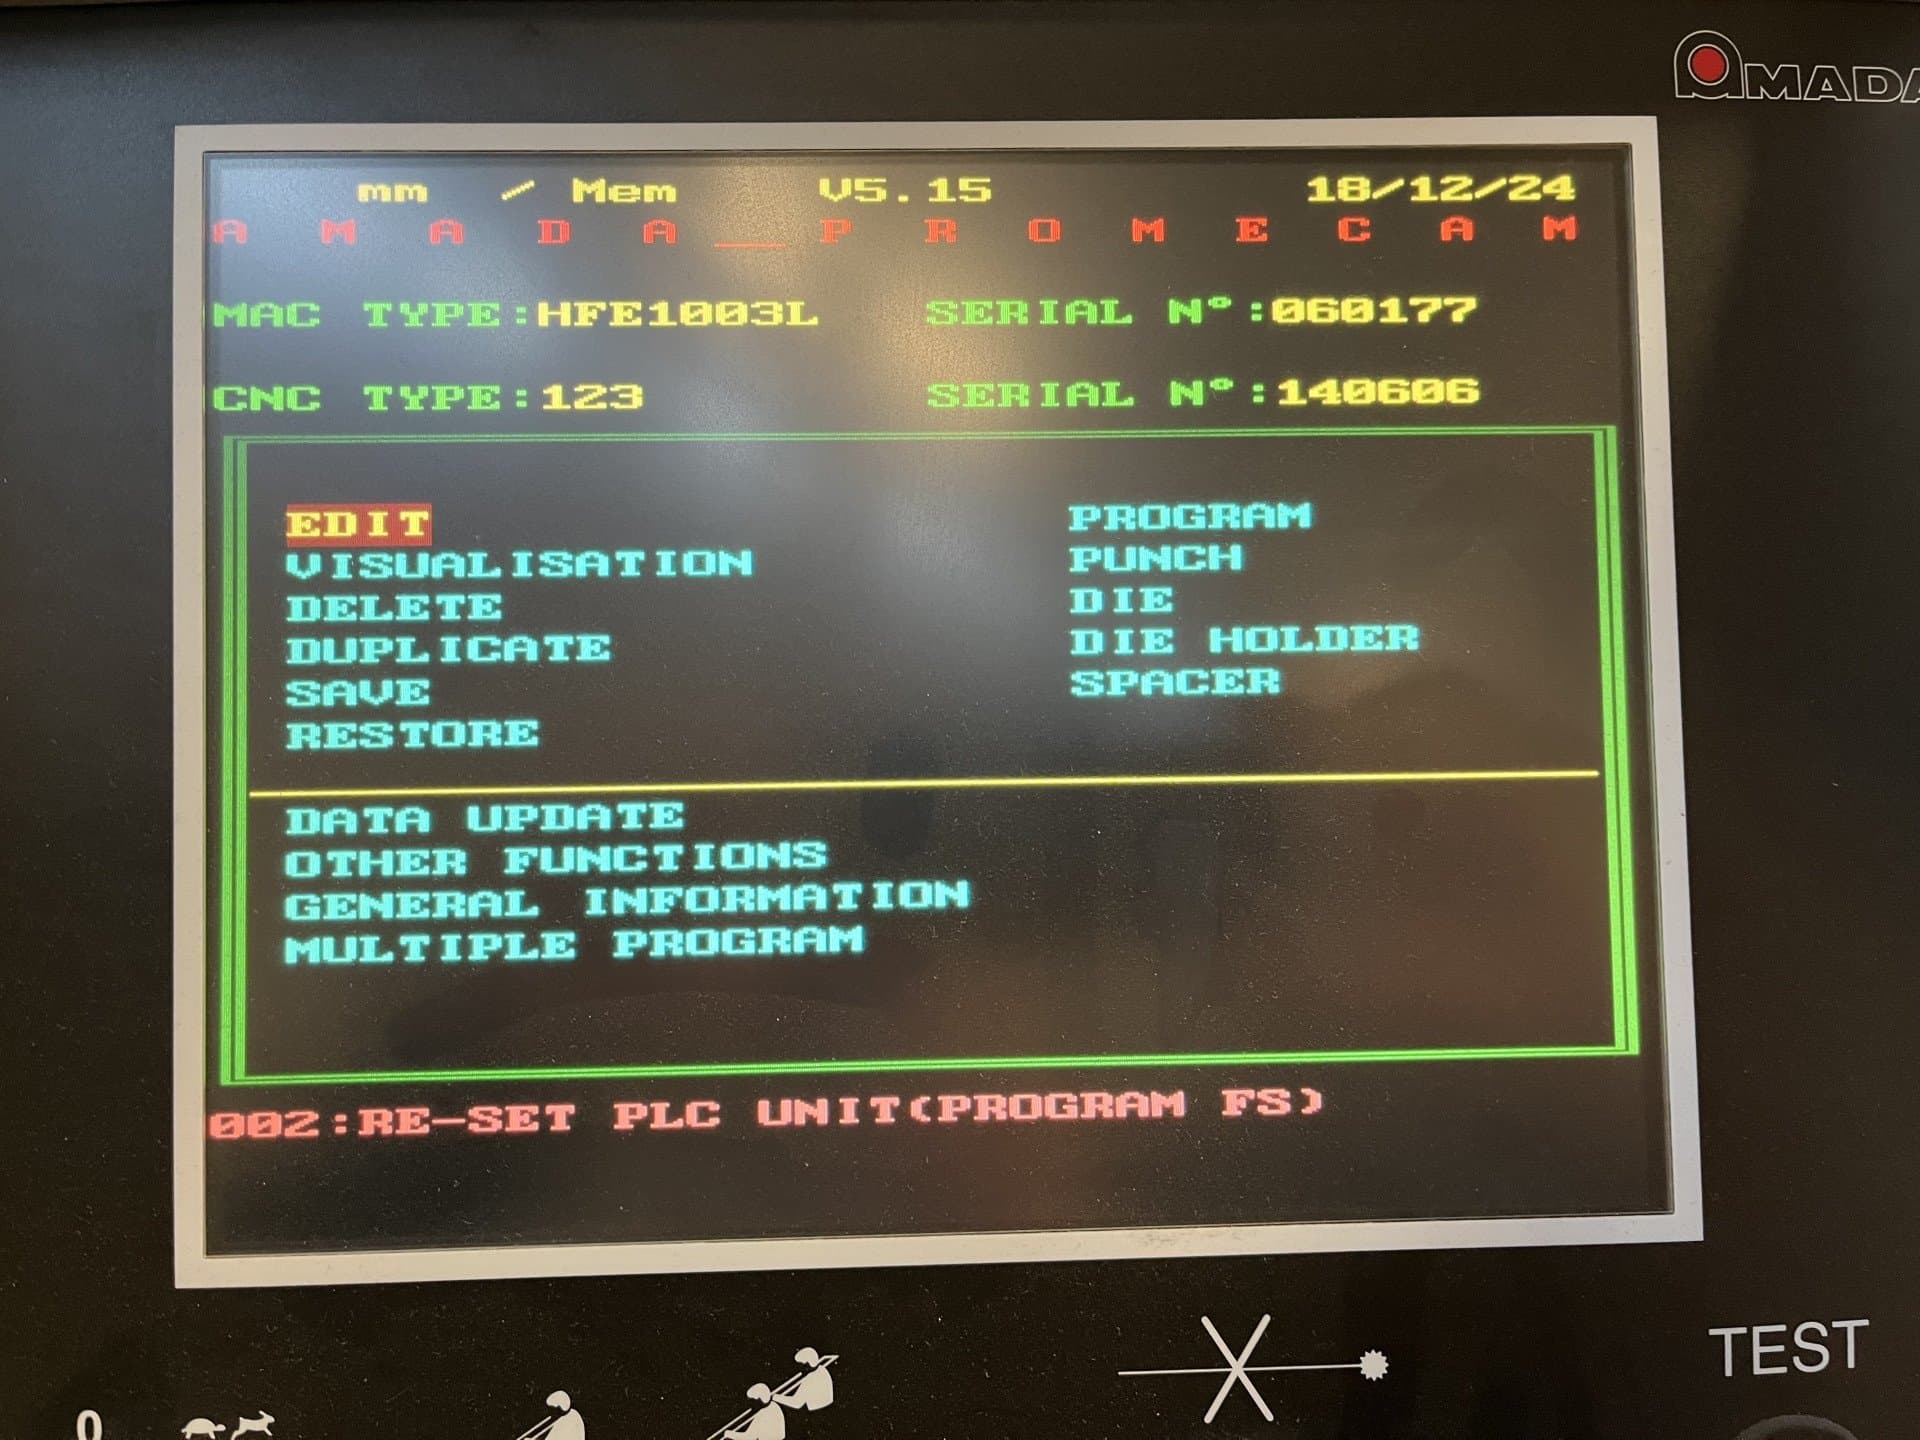 AMADA
mm / Mem V5.15 18/12/24
A M A D A __ P R O M E C A M
MAC TYPE:HFE1003L SERIAL N°:060177
CNC TYPE:123 SERIAL N°:140606
EDIT PROGRAM
VISUALISATION PUNCH
DELETE DIE
DUPLICATE DIE HOLDER
SAVE SPACER
RESTORE
DATA UPDATE
OTHER FUNCTIONS
GENERAL INFORMATION
MULTIPLE PROGRAM
002:RE-SET PLC UNIT(PROGRAM FS)
TEST
0